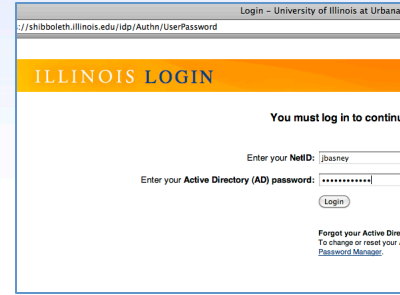 Login – University of Illinois at Urbana
://shibboleth.illinois.edu/idp/Authn/UserPassword
ILLINOIS LOGIN
You must log in to continu
Enter your NetID: jbasney
Enter your Active Directory (AD) password: ••••••••••••
Login
Forgot your Active Dire
To change or reset your A
Password Manager.